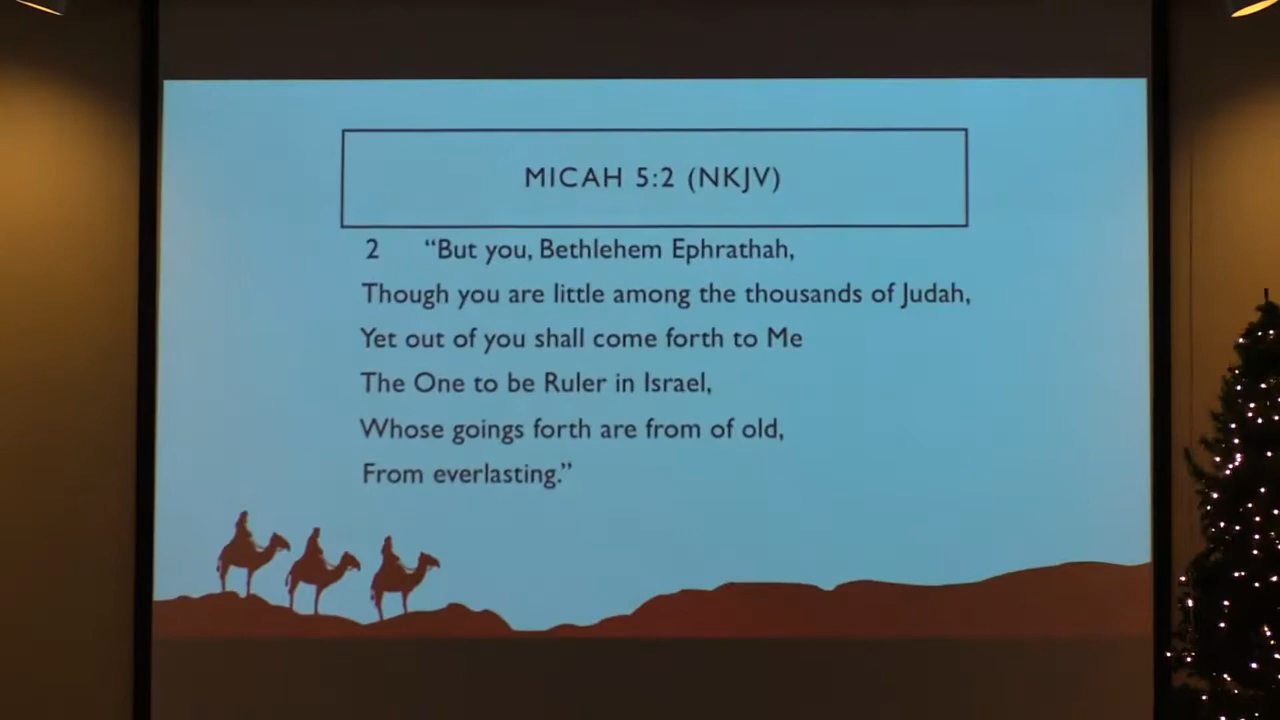 MICAH 5:2 (NKJV)
2 “But you, Bethlehem Ephrathah,
Though you are little among the thousands of Judah,
Yet out of you shall come forth to Me
The One to be Ruler in Israel,
Whose goings forth are from of old,
From everlasting.”